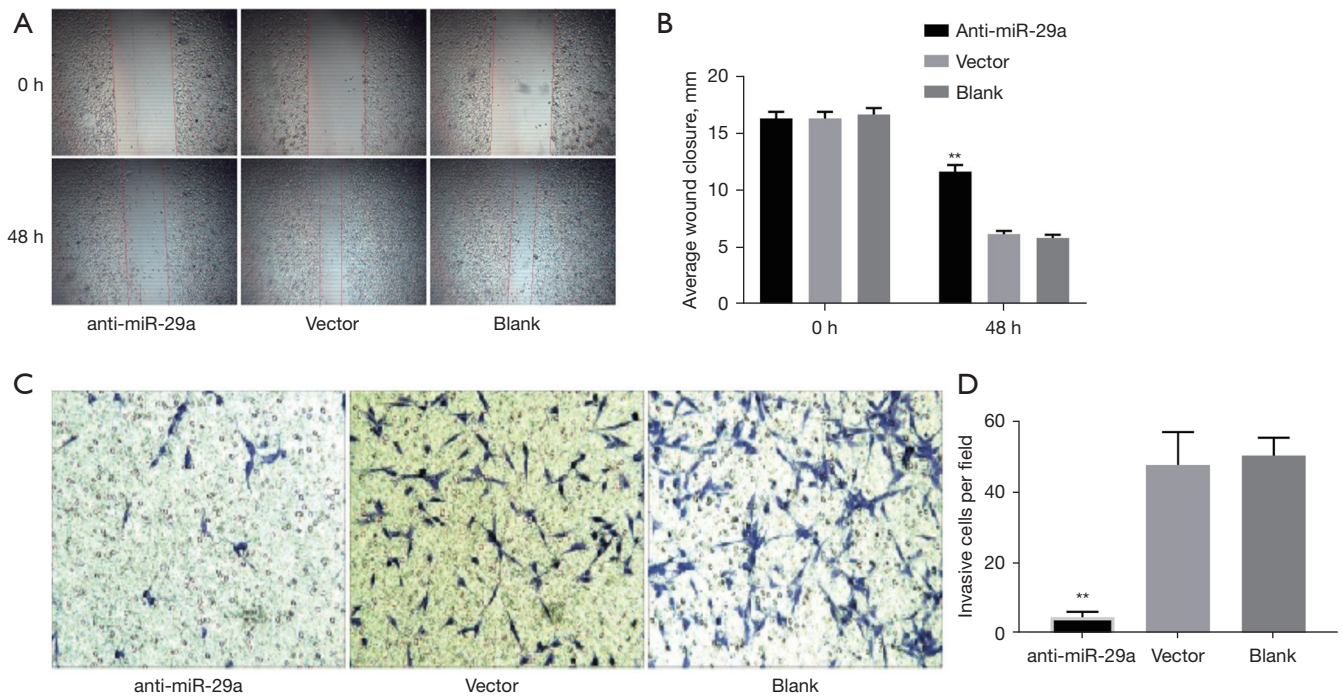 A
0 h
48 h
anti-miR-29a
Vector
Blank
B
Anti-miR-29a
Vector
Blank
Average wound closure, mm
20
15
10
5
0
**
0 h
48 h
C
anti-miR-29a
Vector
Blank
D
Invasive cells per field
60
40
20
0
**
anti-miR-29a
Vector
Blank